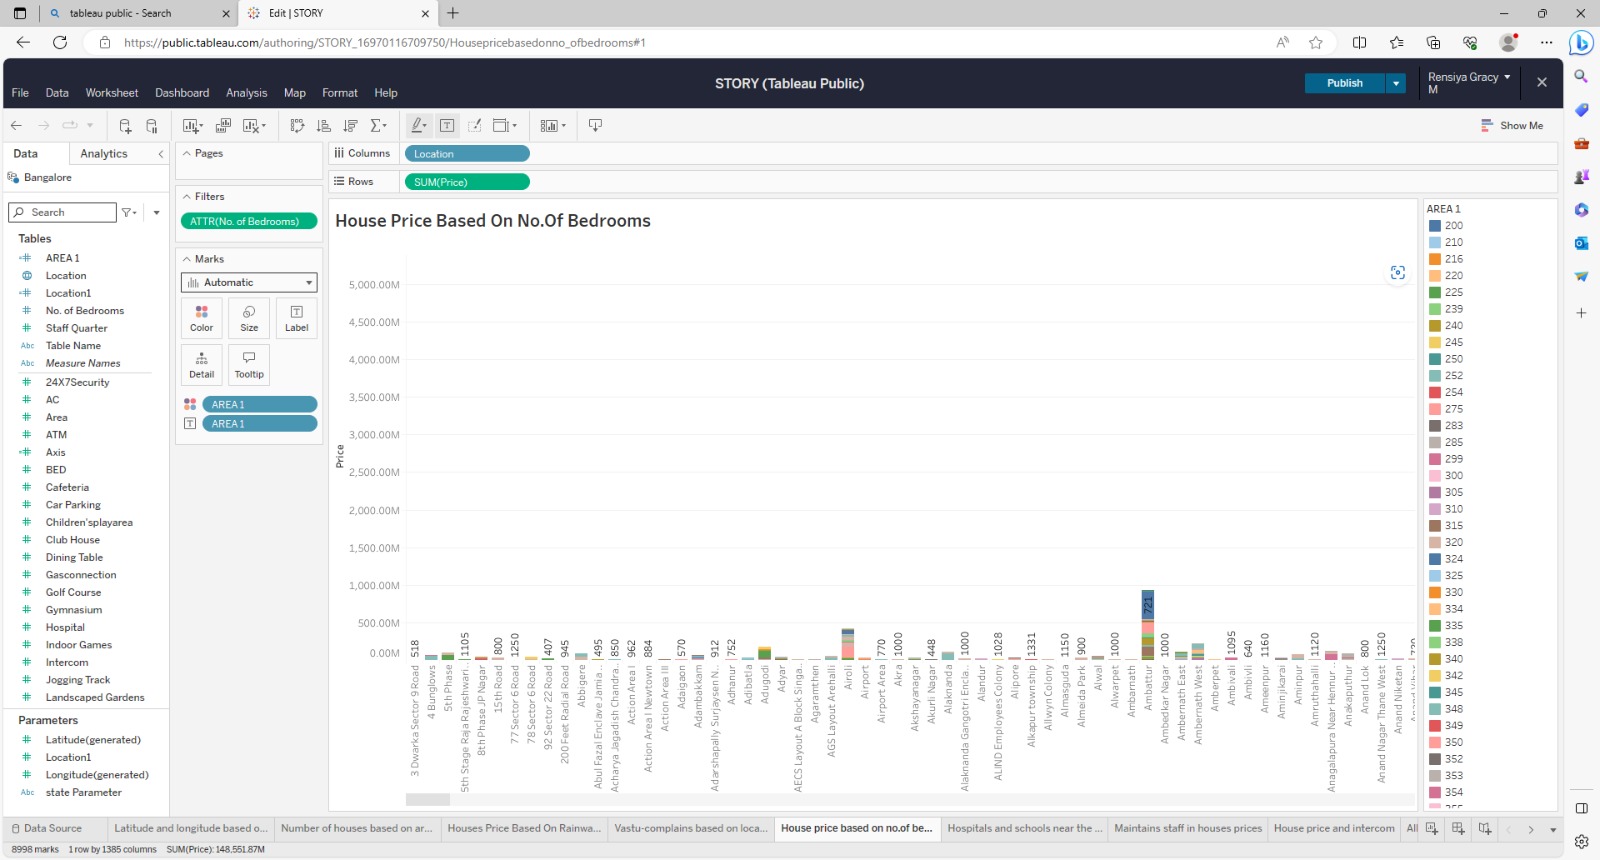 tableau public - Search
Edit | STORY
https://public.tableau.com/authoring/STORY_16970116709750/Housepricebasedonno_ofbedrooms#1
STORY (Tableau Public)
Publish
Rensiya Gracy M
File Data Worksheet Dashboard Analysis Map Format Help
Show Me
Data Analytics
Bangalore
Search
Tables
AREA 1
Location
Location1
No. of Bedrooms
Staff Quarter
Abc Table Name
Abc Measure Names
24X7Security
AC
Area
ATM
Axis
BED
Cafeteria
Car Parking
Children'splayarea
Club House
Dining Table
Gasconnection
Golf Course
Gymnasium
Hospital
Indoor Games
Intercom
Jogging Track
Landscaped Gardens
Parameters
Latitude(generated)
Location1
Longitude(generated)
Abc state Parameter
Pages
Filters
ATTR(No. of Bedrooms)
Marks
Automatic
Color Size Label
Detail Tooltip
AREA 1
AREA 1
Columns Location
Rows SUM(Price)
House Price Based On No.Of Bedrooms
Price
5,000.00M
4,500.00M
4,000.00M
3,500.00M
3,000.00M
2,500.00M
2,000.00M
1,500.00M
1,000.00M
500.00M
0.00M
518
1105
800
1250
407
945
495
850
962
884
570
912
752
770
1000
448
1000
1028
1331
1150
900
1000
721
1000
1095
640
1160
1120
800
1250
3 Dwarka Sector 9 Road
4 Bunglows
5th Phase
5th Stage Raja Rajeshwari ..
8th Phase JP Nagar
15th Road
77 Sector 6 Road
78 Sector 6 Road
92 Sector 22 Road
200 Feet Radial Road
Abbigere
Abul Fazal Enclave Jamia..
Acharya Jagadish Chandra..
Action Area I
Action Area I Newtown
Action Area III
Adaigaon
Adambakkam
Adarshapally Surjaysen N..
Adhanur
Adibatla
Adugodi
Adyar
AECS Layout A Block Singa..
Agaramthen
AGS Layout Arehalli
Airoli
Airport
Airport Area
Akra
Akshayanagar
Akurli Nagar
Alaknanda
Alaknanda Gangotri Encla..
Alandur
ALIND Employees Colony
Alipore
Alkapur township
Allwyn Colony
Almasguda
Almeida Park
Alwal
Alwarpet
Ambarnath
Ambattur
Ambedkar Nagar
Ambernath East
Ambernath West
Amberpet
Ambivali
Ambivli
Ameenpur
Aminjikarai
Aminpur
Amruthahalli
Anagalapura Near Hennur ..
Anakaputhur
Anand Lok
Anand Nagar Thane West
Anand Niketan
AREA 1
200
210
216
220
225
239
240
245
250
252
254
275
283
285
299
300
305
310
315
320
324
325
330
334
335
338
340
342
345
348
349
350
352
353
354
Data Source
Latitude and longitude based o...
Number of houses based on ar...
Houses Price Based On Rainwa...
Vastu-complains based on loca...
House price based on no.of be...
Hospitals and schools near the ...
Maintains staff in houses prices
House price and intercom
All
8998 marks 1 row by 1385 columns SUM(Price): 148,551.87M